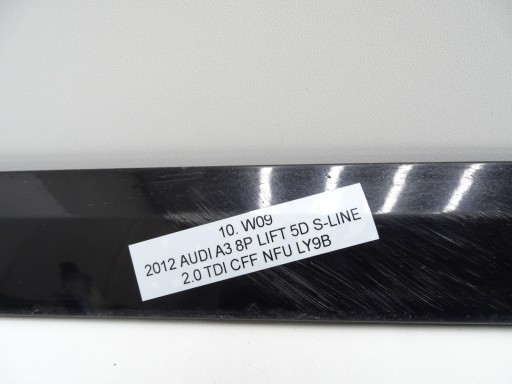 10. W09
2012 AUDI A3 8P LIFT 5D S-LINE
2.0 TDI CFF NFU LY9B